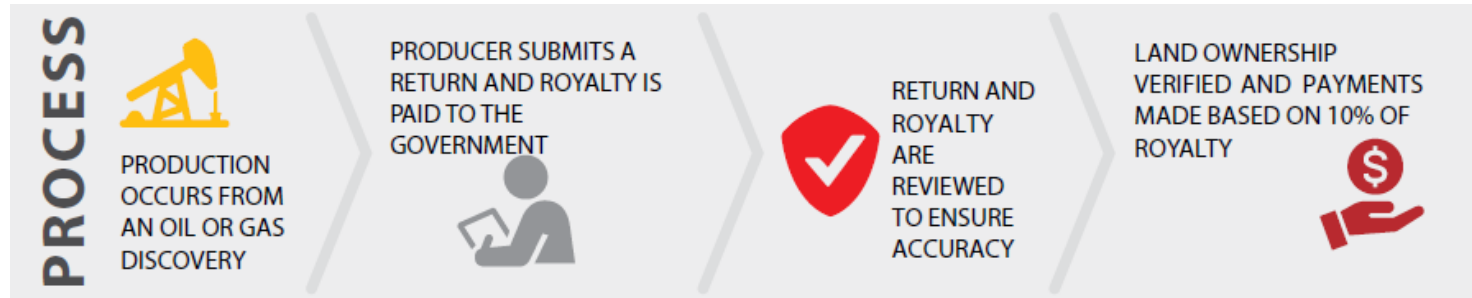 PROCESS
PRODUCTION
OCCURS FROM
AN OIL OR GAS
DISCOVERY
PRODUCER SUBMITS A
RETURN AND ROYALTY IS
PAID TO THE
GOVERNMENT
RETURN AND
ROYALTY
ARE
REVIEWED
TO ENSURE
ACCURACY
LAND OWNERSHIP
VERIFIED AND PAYMENTS
MADE BASED ON 10% OF
ROYALTY
$